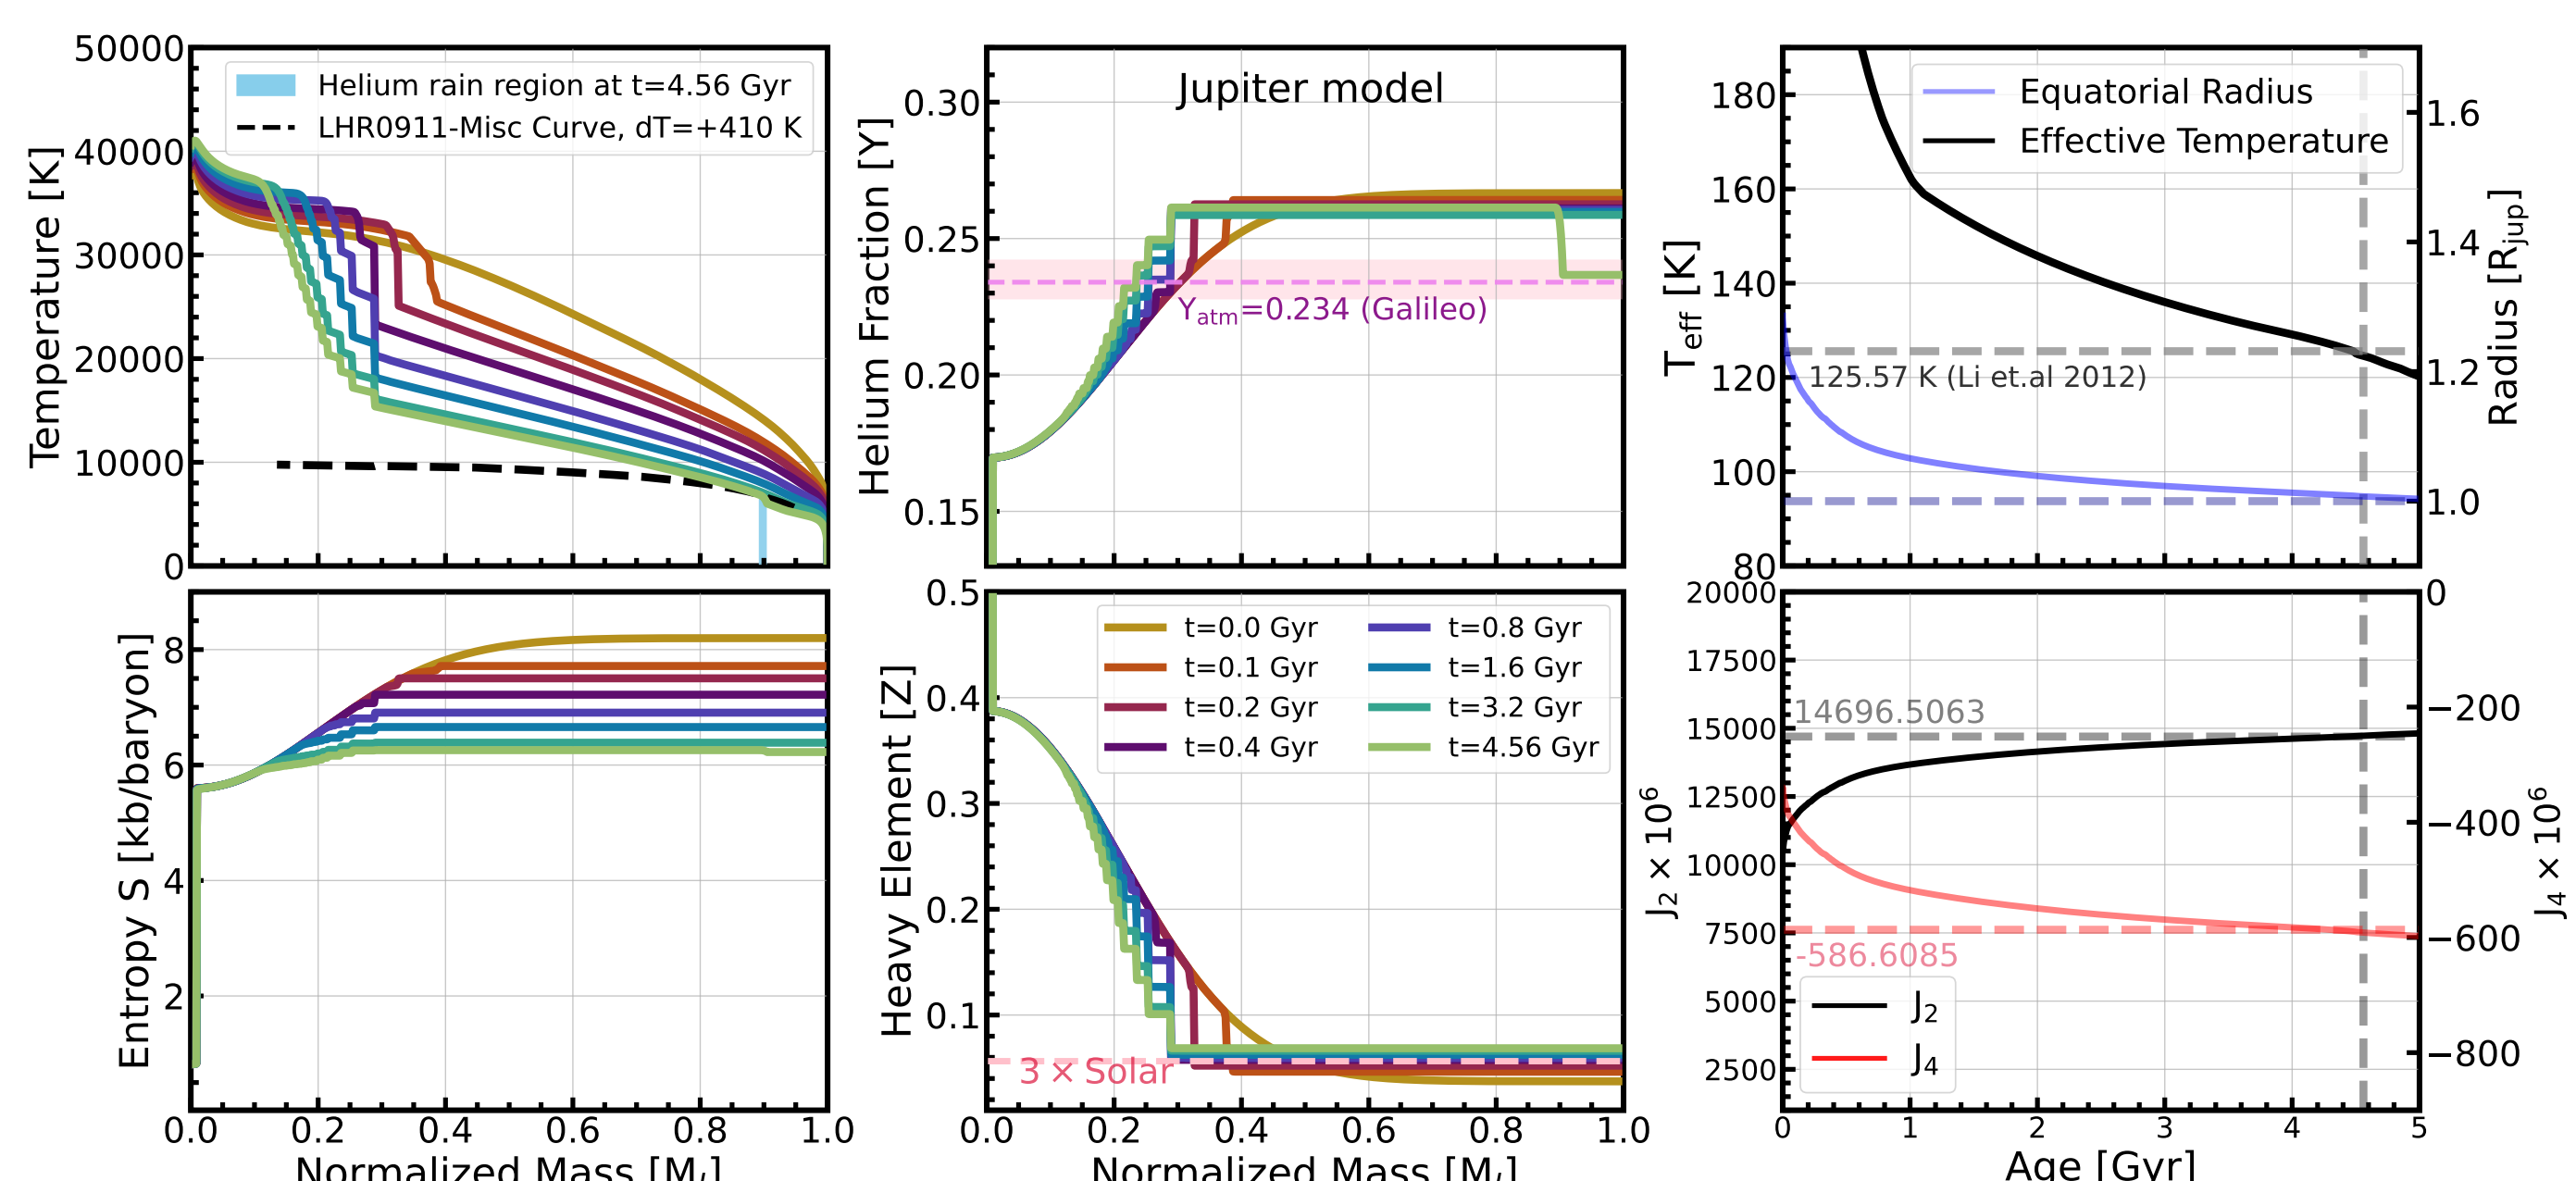 50000
40000
30000
20000
10000
0
Temperature [K]
Helium rain region at t=4.56 Gyr
LHR0911-Misc Curve, dT=+410 K
0.30
0.25
0.20
0.15
Helium Fraction [Y]
Jupiter model
Yatm=0.234 (Galileo)
180
160
140
120
100
80
Teff [K]
Equatorial Radius
Effective Temperature
125.57 K (Li et.al 2012)
1.6
1.4
1.2
1.0
Radius [Rjup]
8
6
4
2
Entropy S [kb/baryon]
0.0 0.2 0.4 0.6 0.8 1.0
Normalized Mass [MJ]
0.5
0.4
0.3
0.2
0.1
Heavy Element [Z]
t=0.0 Gyr
t=0.1 Gyr
t=0.2 Gyr
t=0.4 Gyr
t=0.8 Gyr
t=1.6 Gyr
t=3.2 Gyr
t=4.56 Gyr
3 × Solar
0.0 0.2 0.4 0.6 0.8 1.0
Normalized Mass [MJ]
20000
17500
15000
12500
10000
7500
5000
2500
J2 × 10⁶
14696.5063
-586.6085
J2
J4
0
−200
−400
−600
−800
J4 × 10⁶
0 1 2 3 4 5
Age [Gyr]